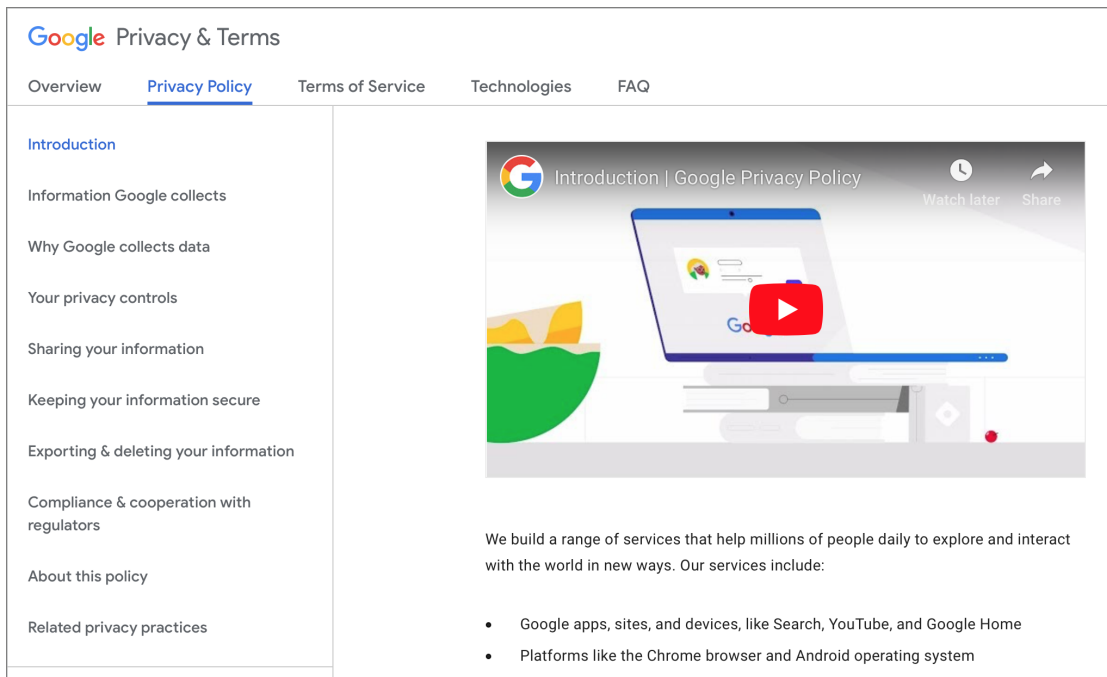 Google Privacy & Terms
Overview Privacy Policy Terms of Service Technologies FAQ
Introduction
Information Google collects
Why Google collects data
Your privacy controls
Sharing your information
Keeping your information secure
Exporting & deleting your information
Compliance & cooperation with
regulators
About this policy
Related privacy practices
Introduction | Google Privacy Policy
Watch later Share
We build a range of services that help millions of people daily to explore and interact
with the world in new ways. Our services include:
• Google apps, sites, and devices, like Search, YouTube, and Google Home
• Platforms like the Chrome browser and Android operating system